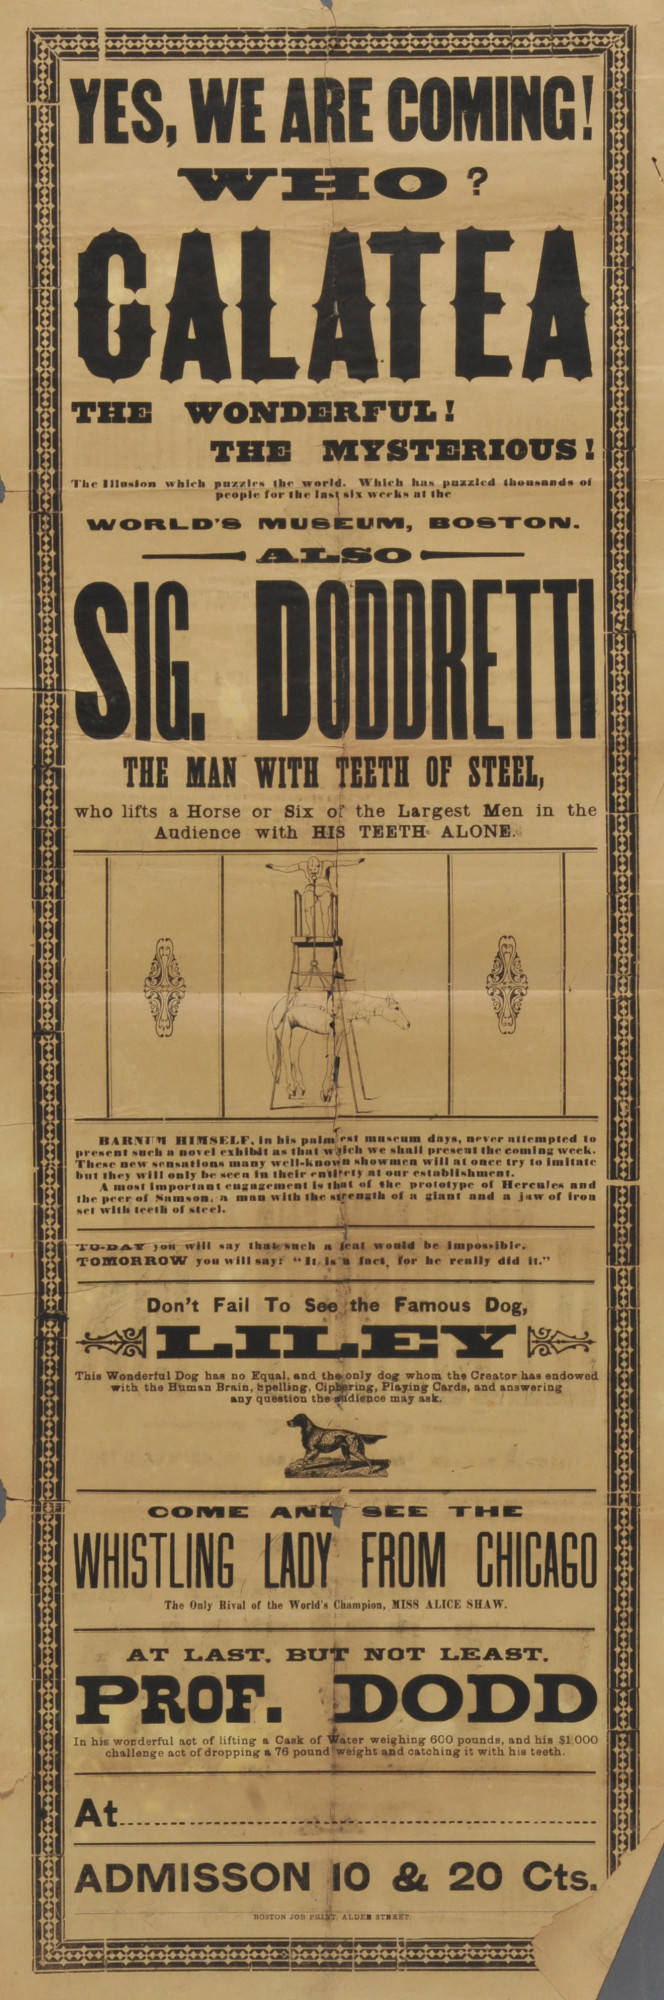 YES, WE ARE COMING!
WHO?
GALATEA
THE WONDERFUL!
THE MYSTERIOUS!
The Illusion which puzzles the world. Which has puzzled thousands of
people for the last six weeks at the
WORLD'S MUSEUM, BOSTON.
ALSO
SIG. DODDRETTI
THE MAN WITH TEETH OF STEEL,
who lifts a Horse or Six of the Largest Men in the
Audience with HIS TEETH ALONE.
BARNUM HIMSELF, in his palmiest museum days, never attempted to
present such a novel exhibit as that which we shall present the coming week.
These new sensations many well-known showmen will at once try to imitate
but they will only be seen in their entirety at our establishment.
A most important engagement is that of the prototype of Hercules and
the peer of Samson, a man with the strength of a giant and a jaw of iron
set with teeth of steel.
TO-DAY you will say that such a feat would be impossible.
TOMORROW you will say: "It is a fact, for he really did it."
Don't Fail To See the Famous Dog,
LILEY
This Wonderful Dog has no Equal, and the only dog whom the Creator has endowed
with the Human Brain, Spelling, Ciphering, Playing Cards, and answering
any question the audience may ask.
COME AND SEE THE
WHISTLING LADY FROM CHICAGO
The Only Rival of the World's Champion, MISS ALICE SHAW.
AT LAST, BUT NOT LEAST,
PROF. DODD
In his wonderful act of lifting a Cask of Water weighing 600 pounds, and his $1000
challenge act of dropping a 76 pound weight and catching it with his teeth.
At
ADMISSON 10 & 20 Cts.
BOSTON JOB PRINT, ALDEN STREET.